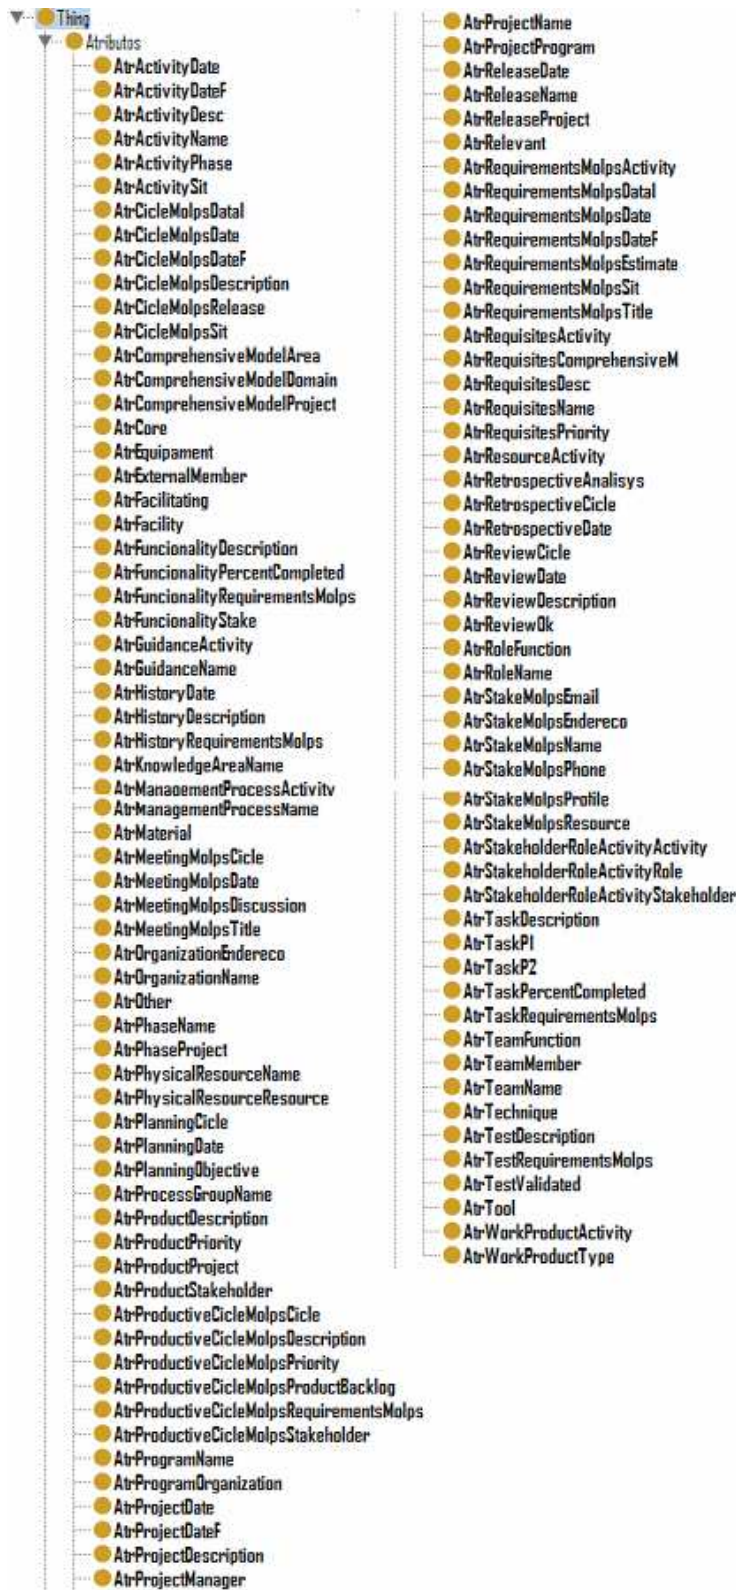 Thing
Atributos
AtrActivityDate
AtrActivityDateF
AtrActivityDesc
AtrActivityName
AtrActivityPhase
AtrActivitySit
AtrCicleMolpsDataI
AtrCicleMolpsDate
AtrCicleMolpsDateF
AtrCicleMolpsDescription
AtrCicleMolpsRelease
AtrCicleMolpsSit
AtrComprehensiveModelArea
AtrComprehensiveModelDomain
AtrComprehensiveModelProject
AtrCore
AtrEquipament
AtrExternalMember
AtrFacilitating
AtrFacility
AtrFuncionalityDescription
AtrFuncionalityPercentCompleted
AtrFuncionalityRequirementsMolps
AtrFuncionalityStake
AtrGuidanceActivity
AtrGuidanceName
AtrHistoryDate
AtrHistoryDescription
AtrHistoryRequirementsMolps
AtrKnowledgeAreaName
AtrManagementProcessActivity
AtrManagementProcessName
AtrMaterial
AtrMeetingMolpsCicle
AtrMeetingMolpsDate
AtrMeetingMolpsDiscussion
AtrMeetingMolpsTitle
AtrOrganizationEndereco
AtrOrganizationName
AtrOther
AtrPhaseName
AtrPhaseProject
AtrPhysicalResourceName
AtrPhysicalResourceResource
AtrPlanningCicle
AtrPlanningDate
AtrPlanningObjective
AtrProcessGroupName
AtrProductDescription
AtrProductPriority
AtrProductProject
AtrProductStakeholder
AtrProductiveCicleMolpsCicle
AtrProductiveCicleMolpsDescription
AtrProductiveCicleMolpsPriority
AtrProductiveCicleMolpsProductBacklog
AtrProductiveCicleMolpsRequirementsMolps
AtrProductiveCicleMolpsStakeholder
AtrProgramName
AtrProgramOrganization
AtrProjectDate
AtrProjectDateF
AtrProjectDescription
AtrProjectManager
AtrProjectName
AtrProjectProgram
AtrReleaseDate
AtrReleaseName
AtrReleaseProject
AtrRelevant
AtrRequirementsMolpsActivity
AtrRequirementsMolpsDataI
AtrRequirementsMolpsDate
AtrRequirementsMolpsDateF
AtrRequirementsMolpsEstimate
AtrRequirementsMolpsSit
AtrRequirementsMolpsTitle
AtrRequisitesActivity
AtrRequisitesComprehensiveM
AtrRequisitesDesc
AtrRequisitesName
AtrRequisitesPriority
AtrResourceActivity
AtrRetrospectiveAnalisys
AtrRetrospectiveCicle
AtrRetrospectiveDate
AtrReviewCicle
AtrReviewDate
AtrReviewDescription
AtrReviewOk
AtrRoleFunction
AtrRoleName
AtrStakeMolpsEmail
AtrStakeMolpsEndereco
AtrStakeMolpsName
AtrStakeMolpsPhone
AtrStakeMolpsProfile
AtrStakeMolpsResource
AtrStakeholderRoleActivityActivity
AtrStakeholderRoleActivityRole
AtrStakeholderRoleActivityStakeholder
AtrTaskDescription
AtrTaskP1
AtrTaskP2
AtrTaskPercentCompleted
AtrTaskRequirementsMolps
AtrTeamFunction
AtrTeamMember
AtrTeamName
AtrTechnique
AtrTestDescription
AtrTestRequirementsMolps
AtrTestValidated
AtrTool
AtrWorkProductActivity
AtrWorkProductType